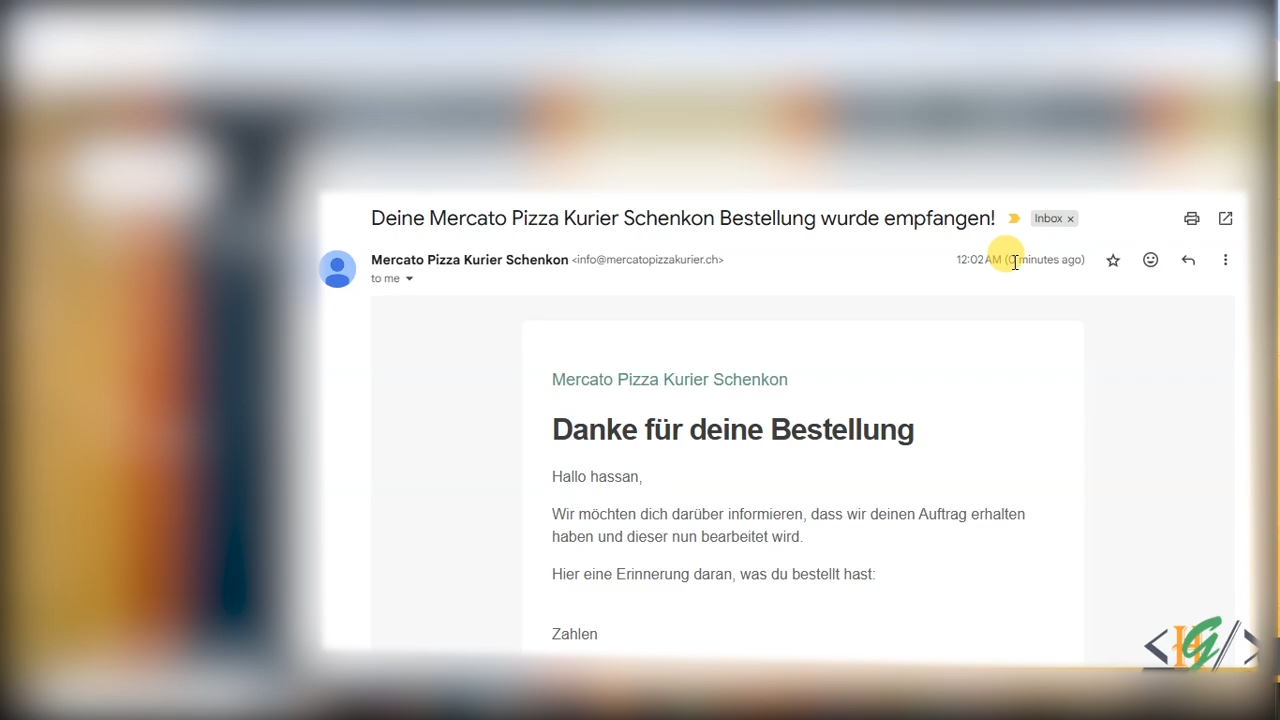 Deine Mercato Pizza Kurier Schenkon Bestellung wurde empfangen! Inbox ×
Mercato Pizza Kurier Schenkon <info@mercatopizzakurier.ch> 12:02 AM (0 minutes ago)
to me
Mercato Pizza Kurier Schenkon
Danke für deine Bestellung
Hallo hassan,
Wir möchten dich darüber informieren, dass wir deinen Auftrag erhalten
haben und dieser nun bearbeitet wird.
Hier eine Erinnerung daran, was du bestellt hast:
Zahlen
<HG/>